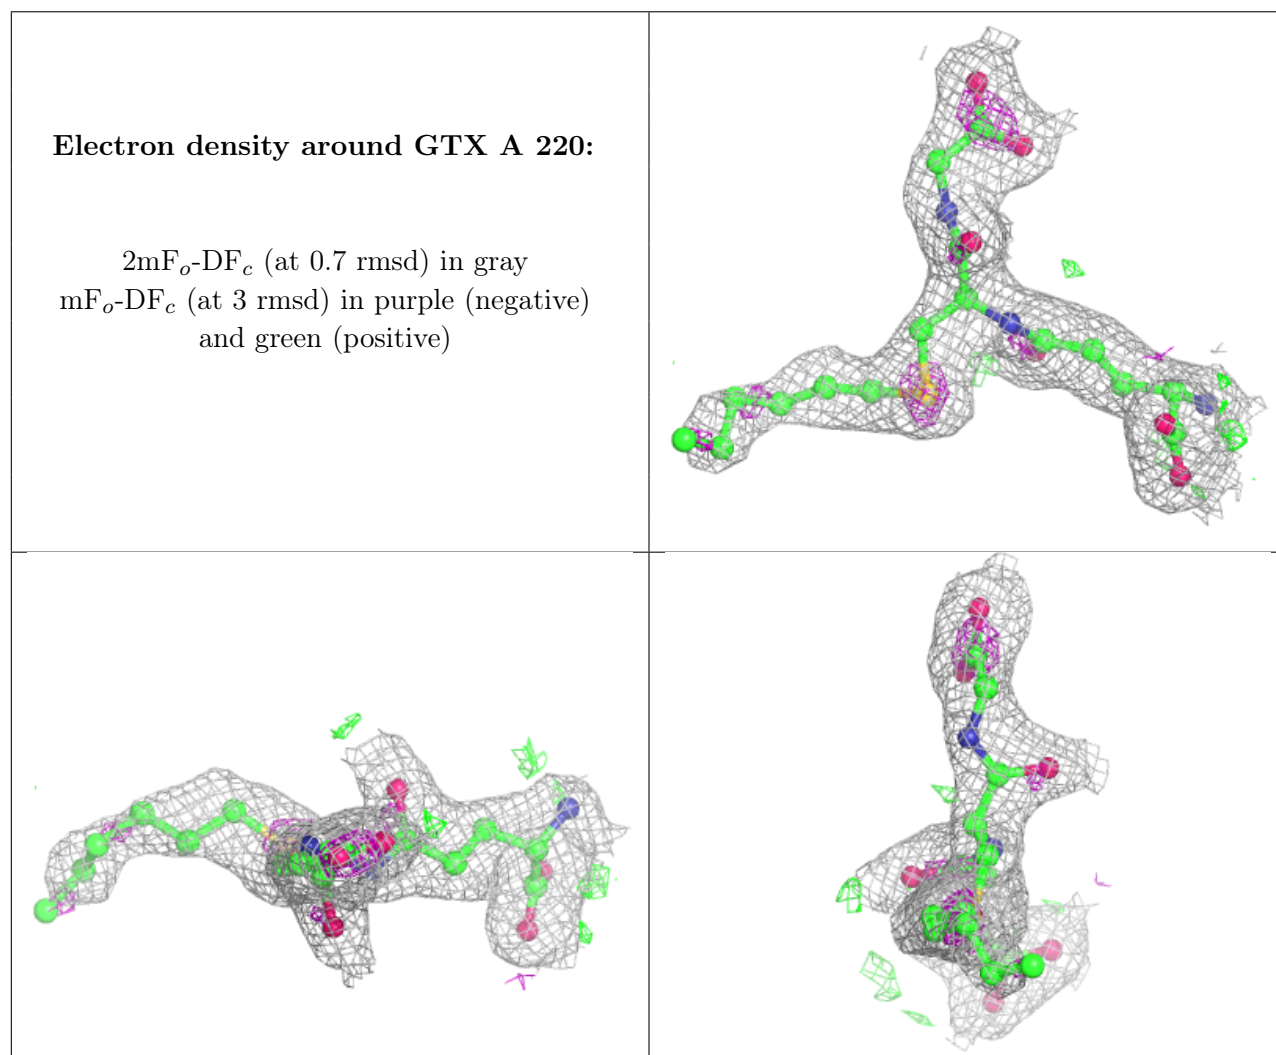 Electron density around GTX A 220:
2mFo-DFc (at 0.7 rmsd) in gray
mFo-DFc (at 3 rmsd) in purple (negative)
and green (positive)